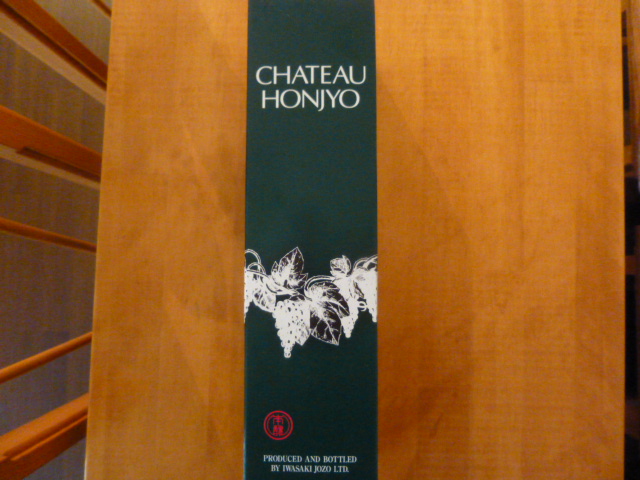 CHATEAU
HONJYO
PRODUCED AND BOTTLED
BY IWASAKI JOZO LTD.